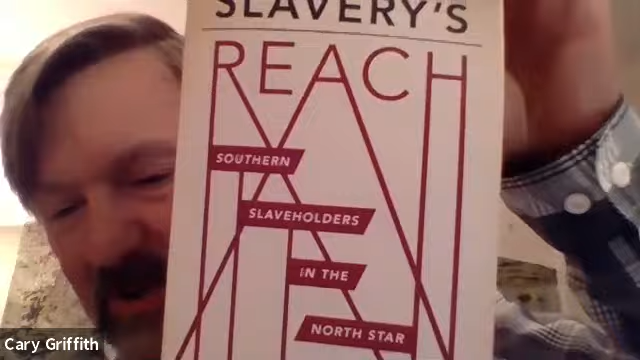 SLAVERY'S
REACH
SOUTHERN
SLAVEHOLDERS
IN THE
NORTH STAR
Cary Griffith